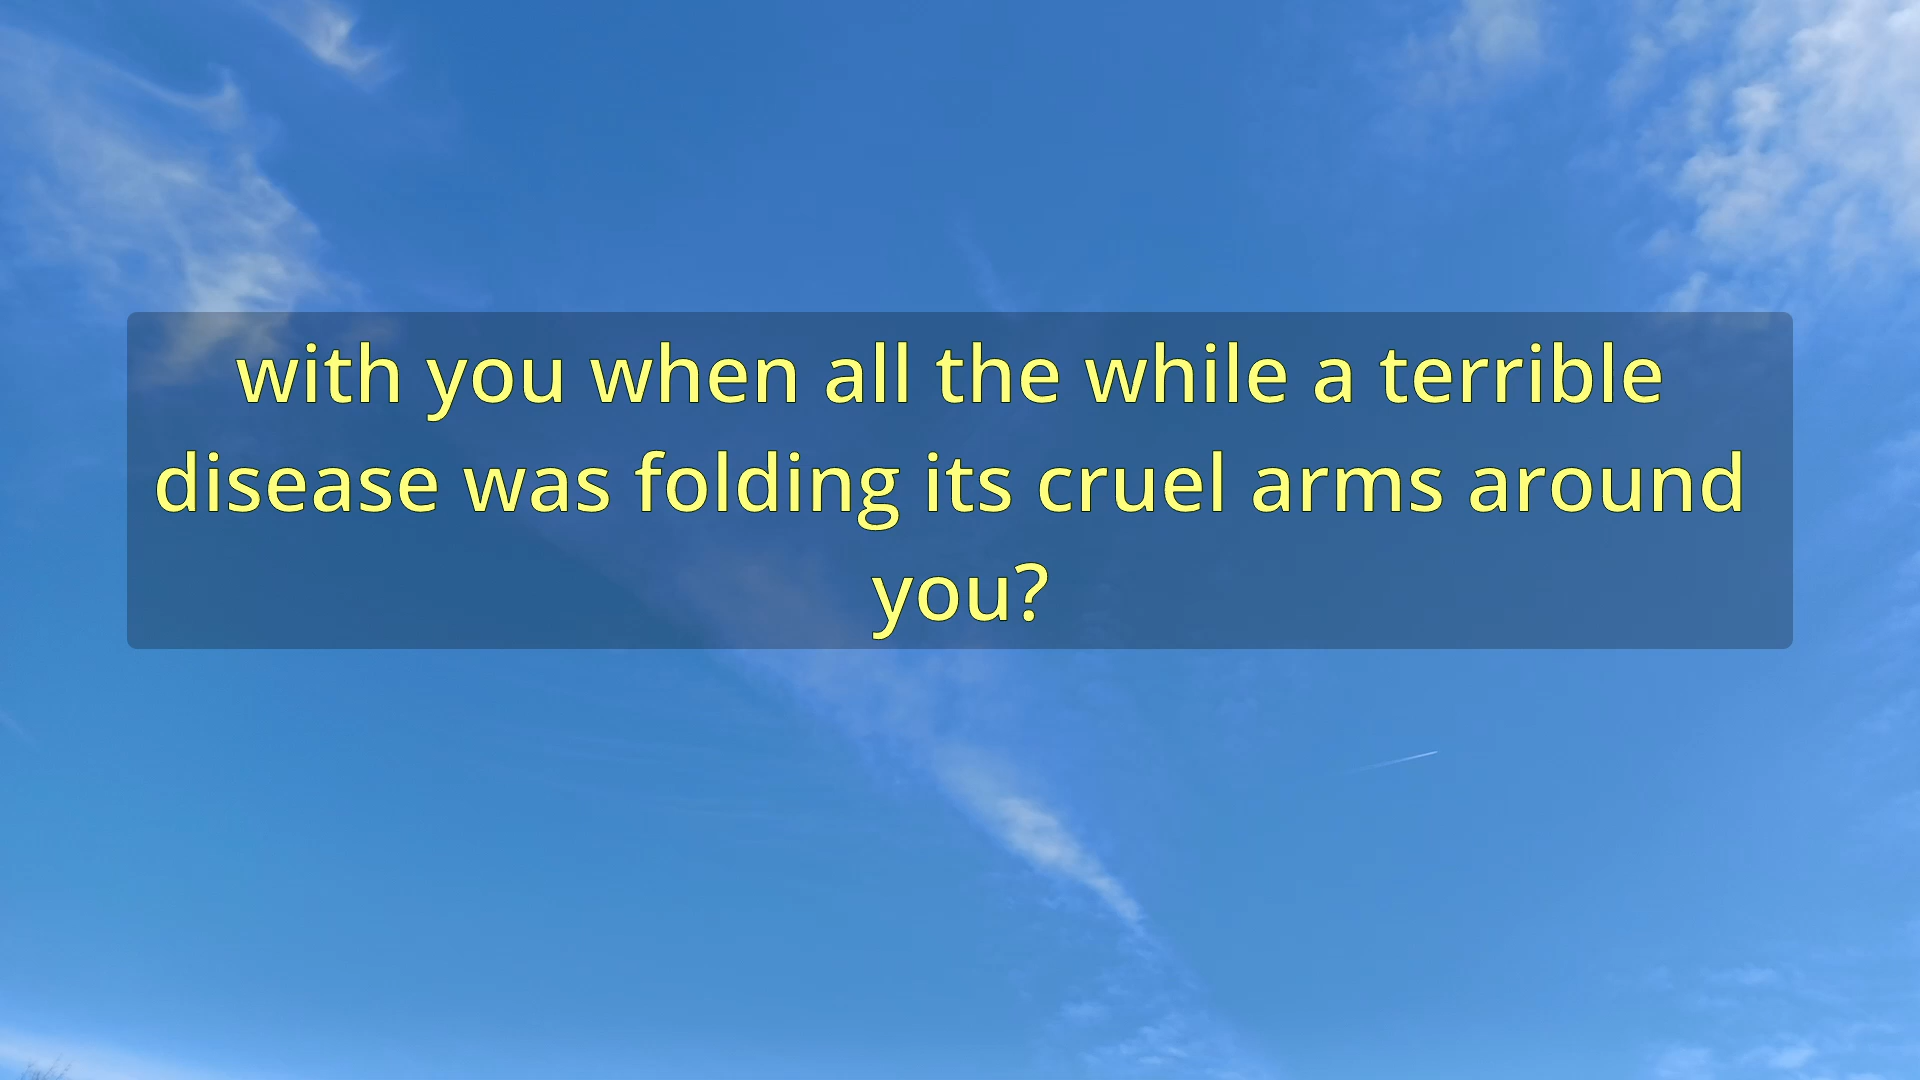 with you when all the while a terrible
disease was folding its cruel arms around
you?